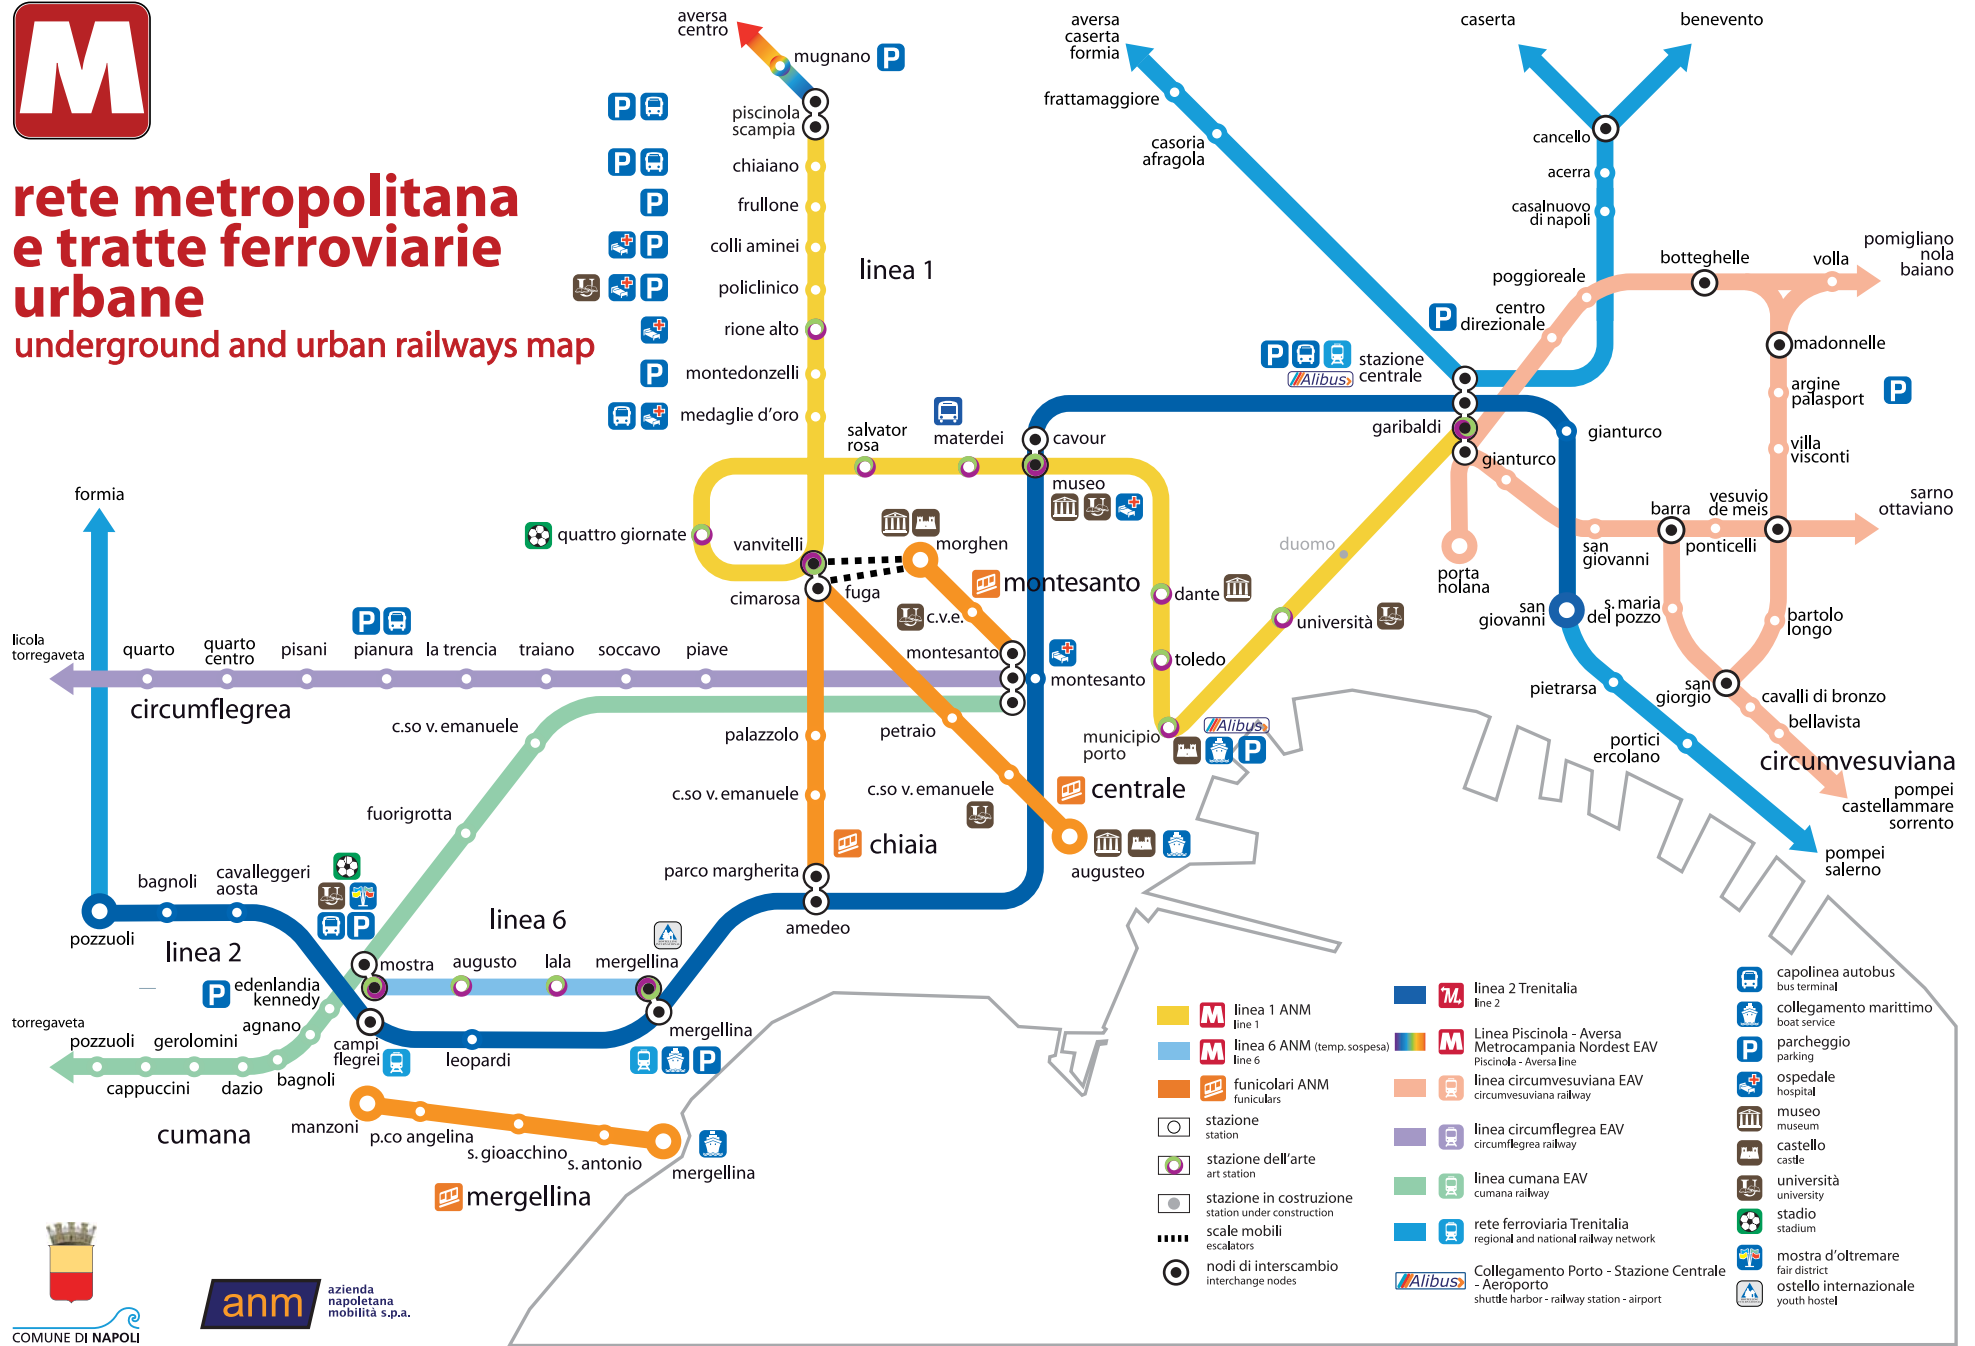 M
rete metropolitana
e tratte ferroviarie
urbane
underground and urban railways map
aversa
centro
mugnano
P
piscinola
scampia
P
chiaiano
P
frullone
P
colli aminei
P
policlinico
P
rione alto
montedonzelli
P
medaglie d'oro
linea 1
salvator
rosa
materdei
cavour
museo
quattro giornate
vanvitelli
cimarosa
fuga
morghen
montesanto
c.v.e.
montesanto
montesanto
dante
toledo
municipio
porto
Alibus
P
università
duomo
garibaldi
stazione
centrale
P
Alibus
aversa
caserta
formia
frattamaggiore
casoria
afragola
caserta
benevento
cancello
acerra
casalnuovo
di napoli
poggioreale
centro
direzionale
P
botteghelle
volla
pomigliano
nola
baiano
madonnelle
argine
palasport
P
villa
visconti
vesuvio
de meis
sarno
ottaviano
gianturco
gianturco
barra
ponticelli
san
giovanni
porta
nolana
san
giovanni
s. maria
del pozzo
bartolo
longo
san
giorgio
cavalli di bronzo
bellavista
circumvesuviana
pompei
castellammare
sorrento
pietrarsa
portici
ercolano
pompei
salerno
formia
licola
torregaveta
quarto
quarto
centro
pisani
P
pianura
la trencia
traiano
soccavo
piave
circumflegrea
c.so v. emanuele
fuorigrotta
palazzolo
c.so v. emanuele
petraio
c.so v. emanuele
centrale
augusteo
chiaia
parco margherita
amedeo
pozzuoli
bagnoli
cavalleggeri
aosta
P
linea 2
linea 6
mostra
augusto
lala
mergellina
mergellina
P
leopardi
campi
flegrei
P
edenlandia
kennedy
agnano
bagnoli
dazio
gerolomini
cappuccini
pozzuoli
torregaveta
cumana
manzoni
p.co angelina
s. gioacchino
s. antonio
mergellina
mergellina
COMUNE DI NAPOLI
anm
azienda
napoletana
mobilità s.p.a.
linea 1 ANM
line 1
linea 6 ANM (temp. sospesa)
line 6
funicolari ANM
funiculars
stazione
station
stazione dell'arte
art station
stazione in costruzione
station under construction
scale mobili
escalators
nodi di interscambio
interchange nodes
linea 2 Trenitalia
line 2
Linea Piscinola - Aversa
Metrocampania Nordest EAV
Piscinola - Aversa line
linea circumvesuviana EAV
circumvesuviana railway
linea circumflegrea EAV
circumflegrea railway
linea cumana EAV
cumana railway
rete ferroviaria Trenitalia
regional and national railway network
Alibus
Collegamento Porto - Stazione Centrale
- Aeroporto
shuttle harbor - railway station - airport
capolinea autobus
bus terminal
collegamento marittimo
boat service
parcheggio
parking
ospedale
hospital
museo
museum
castello
castle
università
university
stadio
stadium
mostra d'oltremare
fair district
ostello internazionale
youth hostel